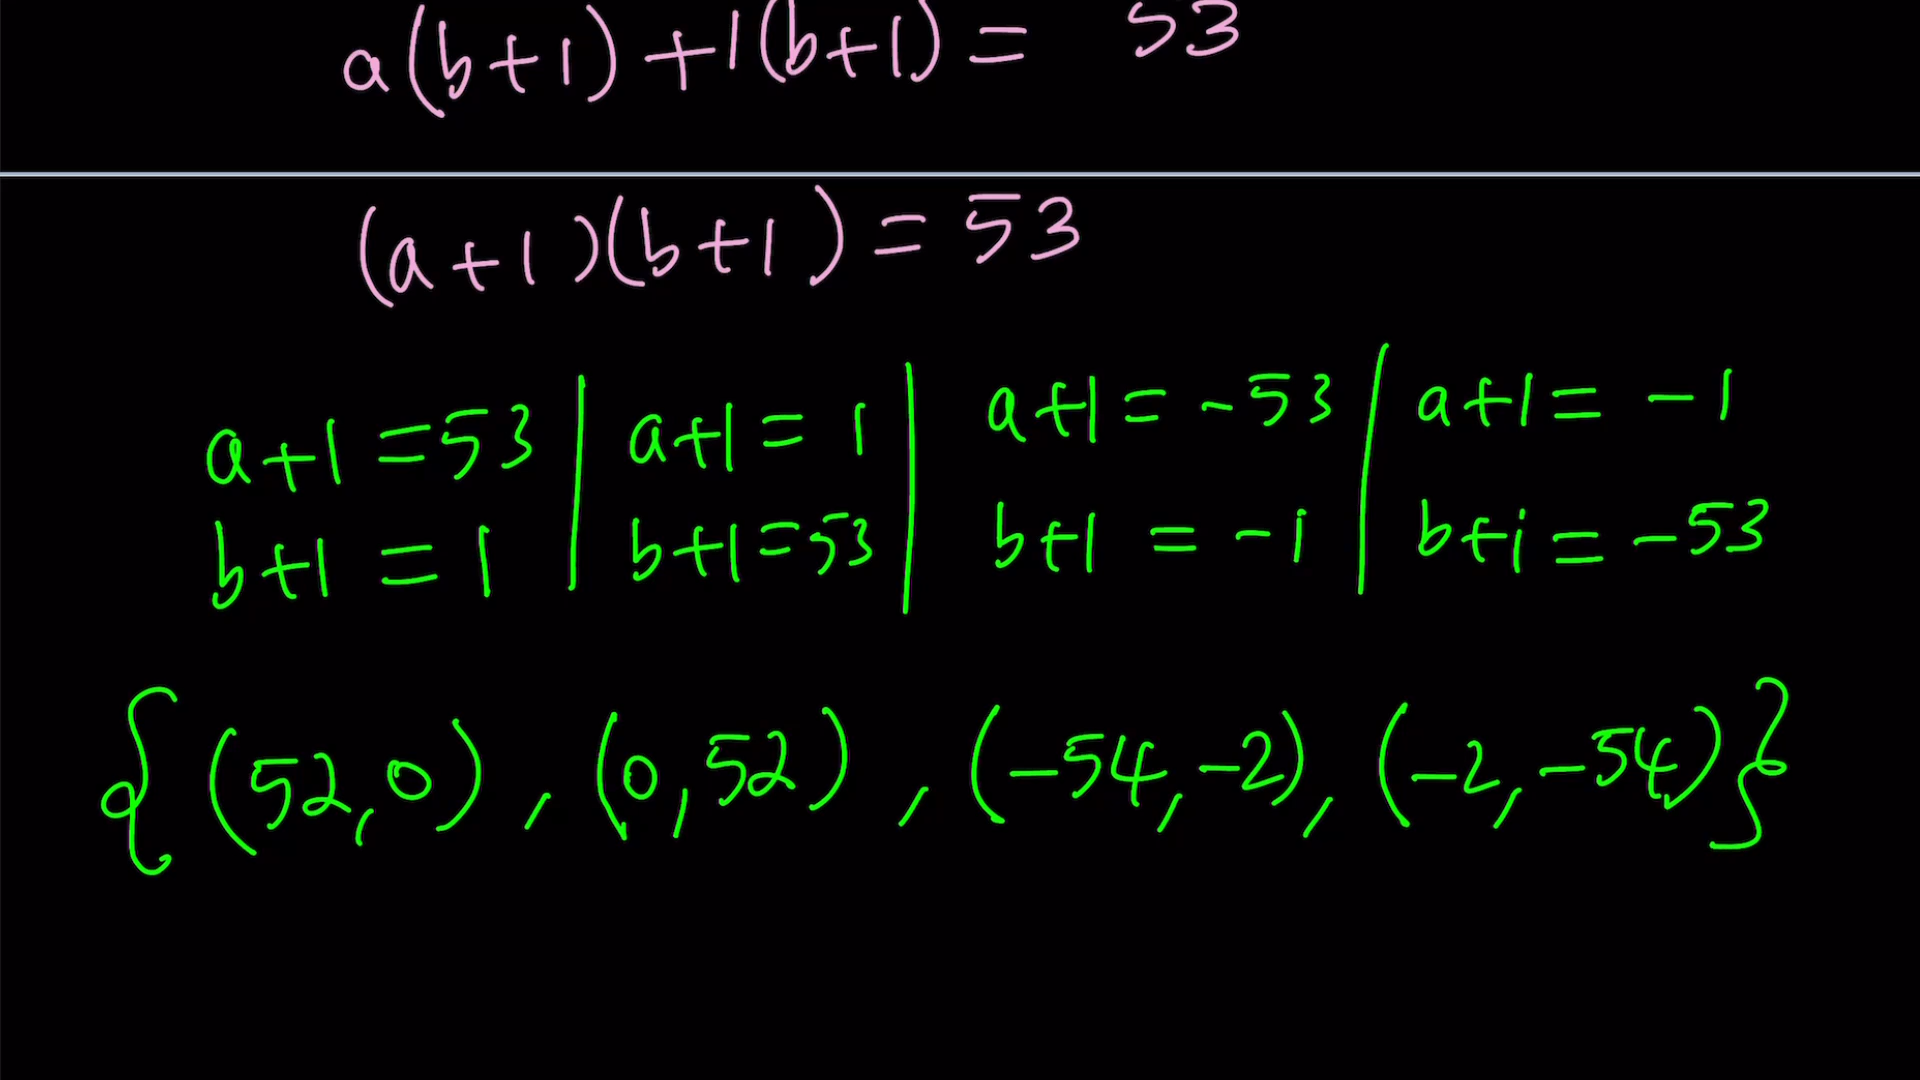 a(b+1)+1(b+1) = 53
(a+1)(b+1) = 53
a+1 = 53 | a+1 = 1 | a+1 = -53 | a+1 = -1
b+1 = 1 | b+1 = 53 | b+1 = -1 | b+1 = -53
{(52,0), (0,52), (-54,-2), (-2,-54)}